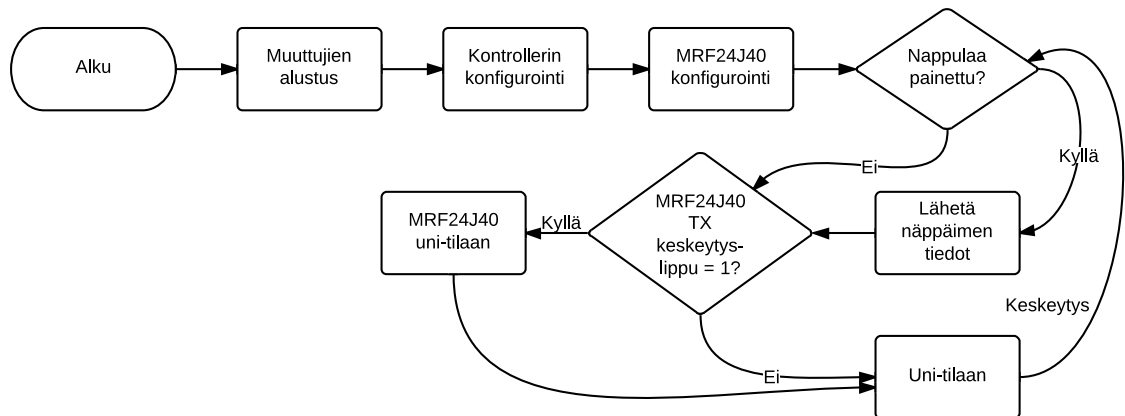 Alku
Muuttujien
alustus
Kontrollerin
konfigurointi
MRF24J40
konfigurointi
Nappulaa
painettu?
Kyllä
Ei
Lähetä
näppäimen
tiedot
MRF24J40
TX
keskeytys-
lippu = 1?
Kyllä
MRF24J40
uni-tilaan
Ei
Uni-tilaan
Keskeytys